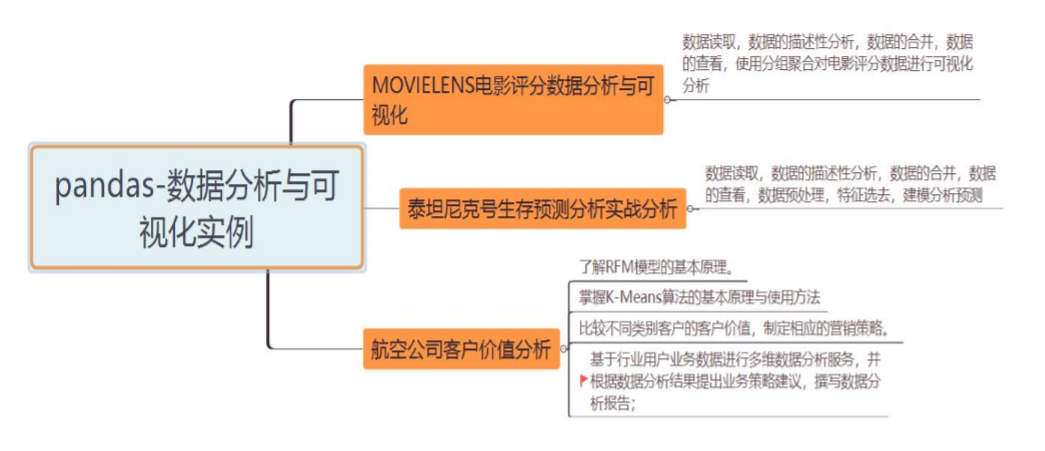 pandas-数据分析与可
视化实例
MOVIELENS电影评分数据分析与可
视化
数据读取，数据的描述性分析，数据的合并，数据
的查看，使用分组聚合对电影评分数据进行可视化
分析
泰坦尼克号生存预测分析实战分析
数据读取，数据的描述性分析，数据的合并，数据
的查看，数据预处理，特征选去，建模分析预测
航空公司客户价值分析
了解RFM模型的基本原理。
掌握K-Means算法的基本原理与使用方法
比较不同类别客户的客户价值，制定相应的营销策略。
基于行业用户业务数据进行多维数据分析服务，并
根据数据分析结果提出业务策略建议，撰写数据分
析报告；